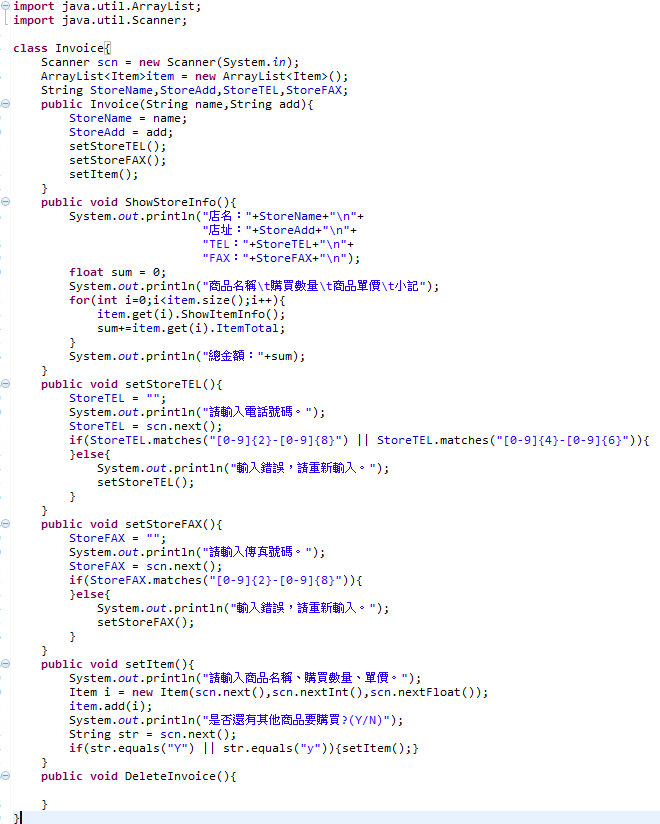 import java.util.ArrayList;
import java.util.Scanner;
class Invoice{
Scanner scn = new Scanner(System.in);
ArrayList<Item>item = new ArrayList<Item>();
String StoreName,StoreAdd,StoreTEL,StoreFAX;
public Invoice(String name,String add){
StoreName = name;
StoreAdd = add;
setStoreTEL();
setStoreFAX();
setItem();
}
public void ShowStoreInfo(){
System.out.println("店名："+StoreName+"\n"+
"店址："+StoreAdd+"\n"+
"TEL："+StoreTEL+"\n"+
"FAX："+StoreFAX+"\n");
float sum = 0;
System.out.println("商品名稱\t購買數量\t商品單價\t小記");
for(int i=0;i<item.size();i++){
item.get(i).ShowItemInfo();
sum+=item.get(i).ItemTotal;
}
System.out.println("總金額："+sum);
}
public void setStoreTEL(){
StoreTEL = "";
System.out.println("請輸入電話號碼。");
StoreTEL = scn.next();
if(StoreTEL.matches("[0-9]{2}-[0-9]{8}") || StoreTEL.matches("[0-9]{4}-[0-9]{6}")){
}else{
System.out.println("輸入錯誤，請重新輸入。");
setStoreTEL();
}
}
public void setStoreFAX(){
StoreFAX = "";
System.out.println("請輸入傳真號碼。");
StoreFAX = scn.next();
if(StoreFAX.matches("[0-9]{2}-[0-9]{8}")){
}else{
System.out.println("輸入錯誤，請重新輸入。");
setStoreFAX();
}
}
public void setItem(){
System.out.println("請輸入商品名稱、購買數量、單價。");
Item i = new Item(scn.next(),scn.nextInt(),scn.nextFloat());
item.add(i);
System.out.println("是否還有其他商品要購買?(Y/N)");
String str = scn.next();
if(str.equals("Y") || str.equals("y")){setItem();}
}
public void DeleteInvoice(){
}
}